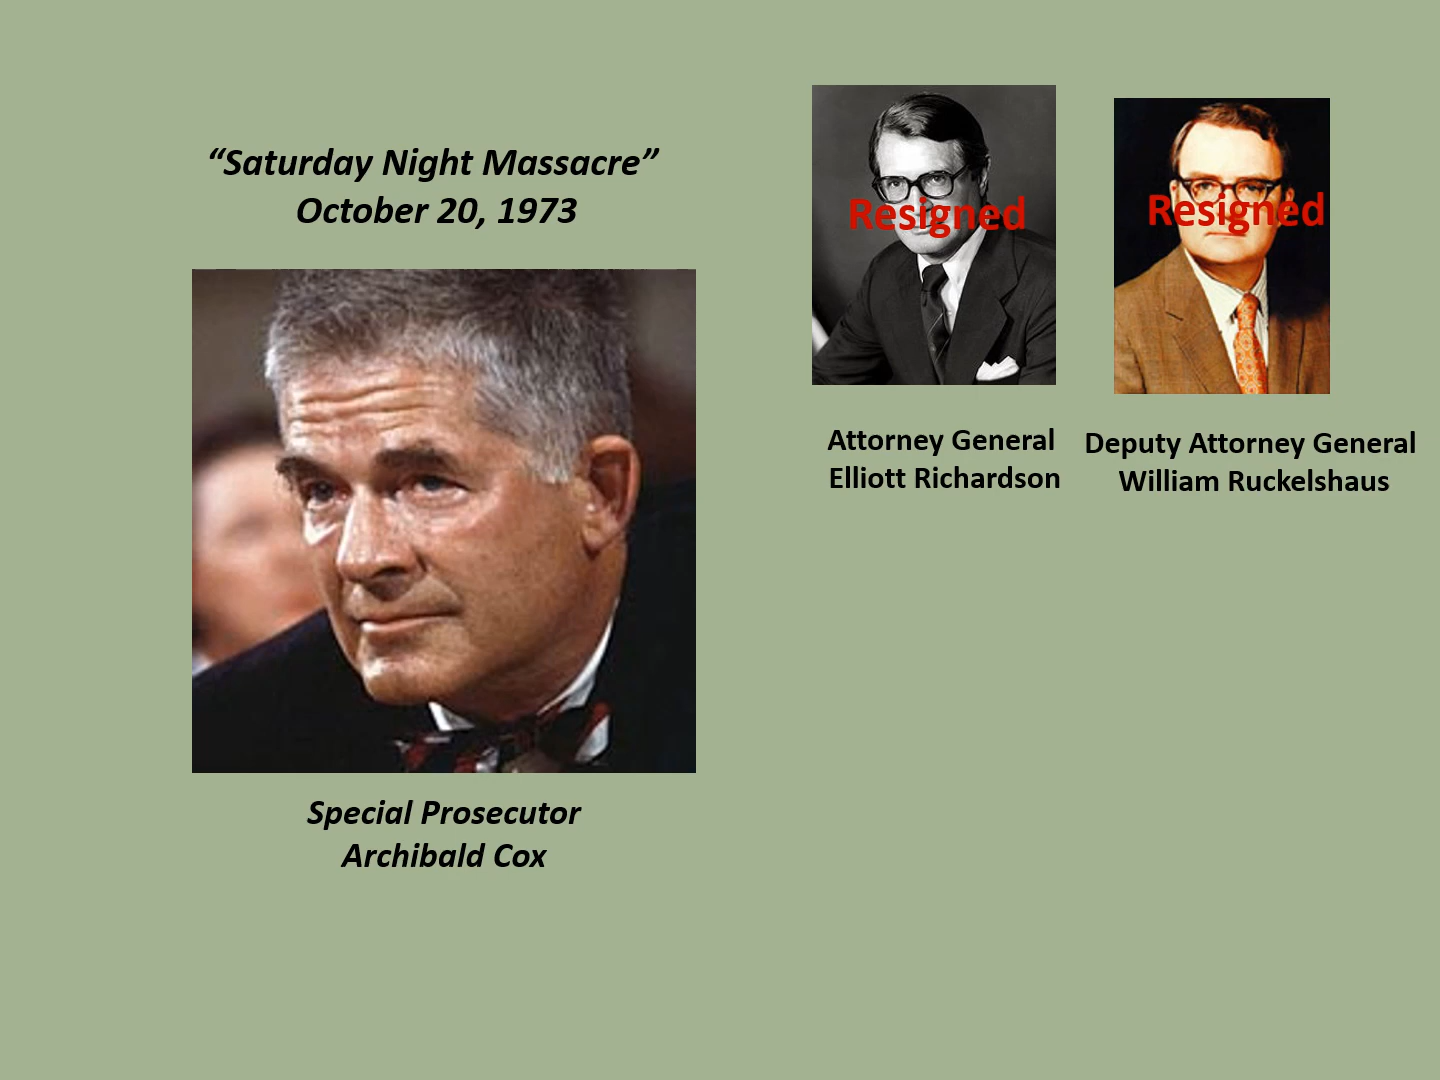 “Saturday Night Massacre”
October 20, 1973
Special Prosecutor
Archibald Cox
Resigned
Attorney General
Elliott Richardson
Resigned
Deputy Attorney General
William Ruckelshaus